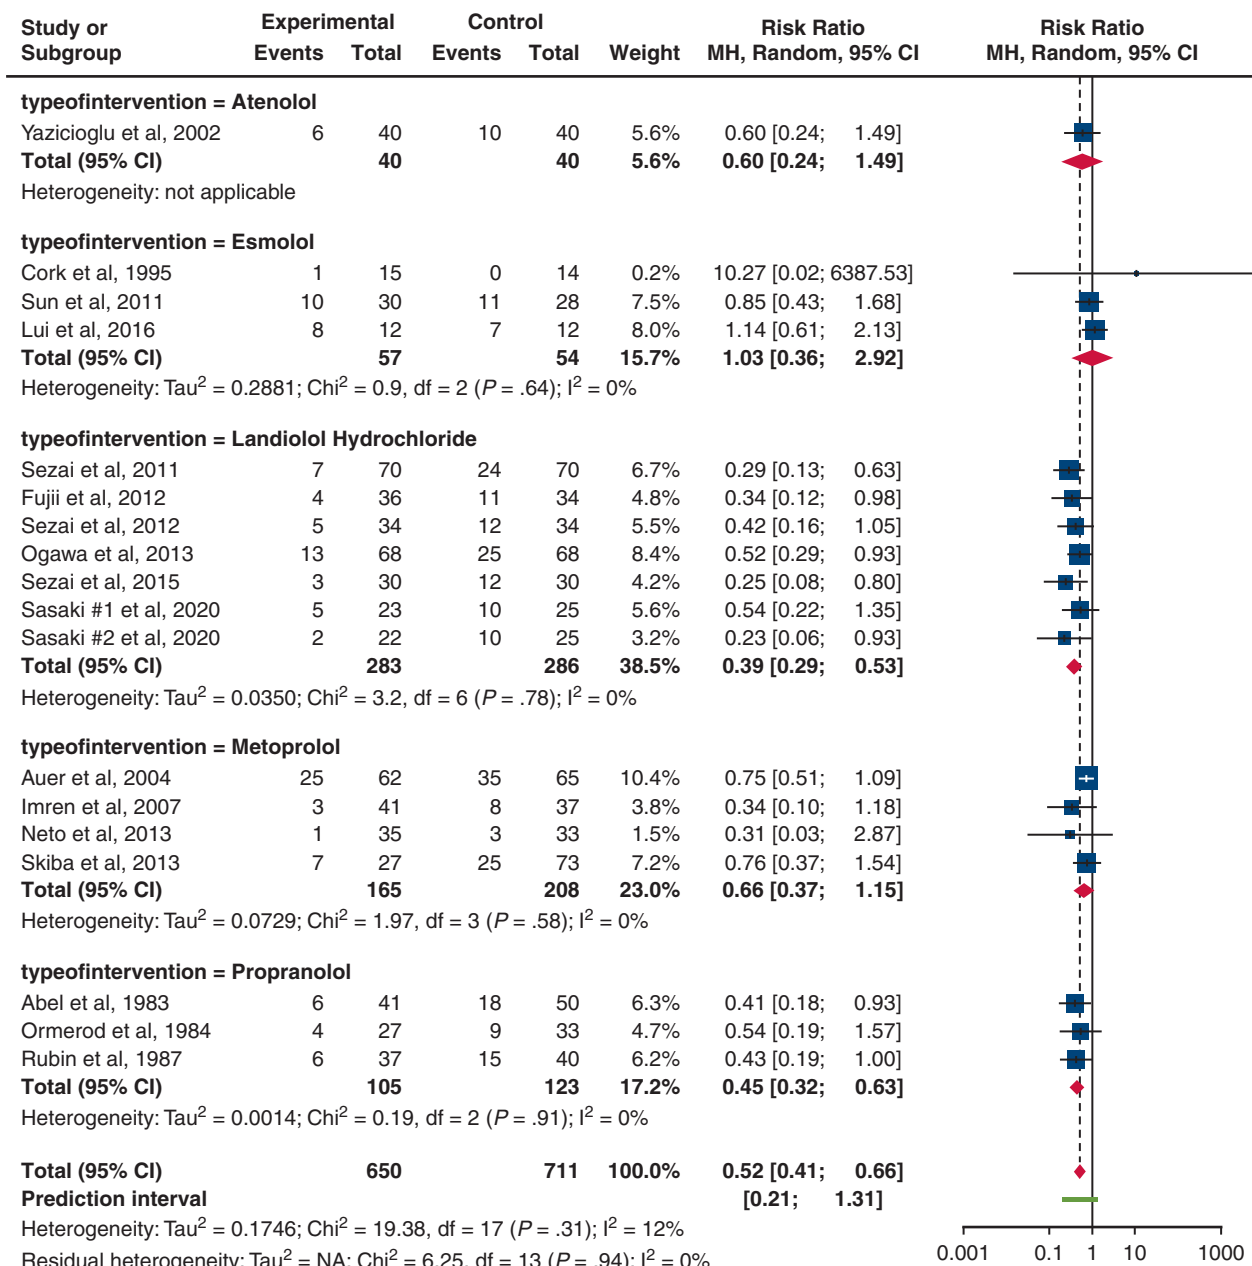 Study or Subgroup Experimental Events Total Control Events Total Weight Risk Ratio MH, Random, 95% CI Risk Ratio MH, Random, 95% CI
typeofintervention = Atenolol
Yazicioglu et al, 2002 6 40 10 40 5.6% 0.60 [0.24; 1.49]
Total (95% CI) 40 40 5.6% 0.60 [0.24; 1.49]
Heterogeneity: not applicable
typeofintervention = Esmolol
Cork et al, 1995 1 15 0 14 0.2% 10.27 [0.02; 6387.53]
Sun et al, 2011 10 30 11 28 7.5% 0.85 [0.43; 1.68]
Lui et al, 2016 8 12 7 12 8.0% 1.14 [0.61; 2.13]
Total (95% CI) 57 54 15.7% 1.03 [0.36; 2.92]
Heterogeneity: Tau² = 0.2881; Chi² = 0.9, df = 2 (P = .64); I² = 0%
typeofintervention = Landiolol Hydrochloride
Sezai et al, 2011 7 70 24 70 6.7% 0.29 [0.13; 0.63]
Fujii et al, 2012 4 36 11 34 4.8% 0.34 [0.12; 0.98]
Sezai et al, 2012 5 34 12 34 5.5% 0.42 [0.16; 1.05]
Ogawa et al, 2013 13 68 25 68 8.4% 0.52 [0.29; 0.93]
Sezai et al, 2015 3 30 12 30 4.2% 0.25 [0.08; 0.80]
Sasaki #1 et al, 2020 5 23 10 25 5.6% 0.54 [0.22; 1.35]
Sasaki #2 et al, 2020 2 22 10 25 3.2% 0.23 [0.06; 0.93]
Total (95% CI) 283 286 38.5% 0.39 [0.29; 0.53]
Heterogeneity: Tau² = 0.0350; Chi² = 3.2, df = 6 (P = .78); I² = 0%
typeofintervention = Metoprolol
Auer et al, 2004 25 62 35 65 10.4% 0.75 [0.51; 1.09]
Imren et al, 2007 3 41 8 37 3.8% 0.34 [0.10; 1.18]
Neto et al, 2013 1 35 3 33 1.5% 0.31 [0.03; 2.87]
Skiba et al, 2013 7 27 25 73 7.2% 0.76 [0.37; 1.54]
Total (95% CI) 165 208 23.0% 0.66 [0.37; 1.15]
Heterogeneity: Tau² = 0.0729; Chi² = 1.97, df = 3 (P = .58); I² = 0%
typeofintervention = Propranolol
Abel et al, 1983 6 41 18 50 6.3% 0.41 [0.18; 0.93]
Ormerod et al, 1984 4 27 9 33 4.7% 0.54 [0.19; 1.57]
Rubin et al, 1987 6 37 15 40 6.2% 0.43 [0.19; 1.00]
Total (95% CI) 105 123 17.2% 0.45 [0.32; 0.63]
Heterogeneity: Tau² = 0.0014; Chi² = 0.19, df = 2 (P = .91); I² = 0%
Total (95% CI) 650 711 100.0% 0.52 [0.41; 0.66]
Prediction interval [0.21; 1.31]
Heterogeneity: Tau² = 0.1746; Chi² = 19.38, df = 17 (P = .31); I² = 12%
Residual heterogeneity: Tau² = NA; Chi² = 6.25, df = 13 (P = .94); I² = 0%
0.001 0.1 1 10 1000